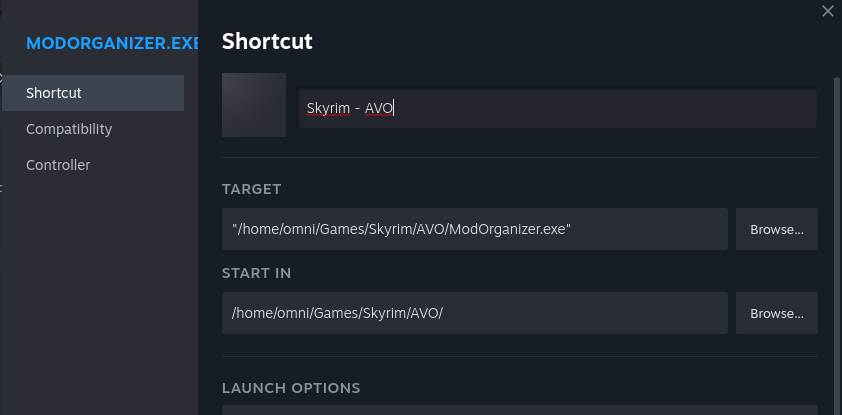 MODORGANIZER.EXE
Shortcut
Compatibility
Controller
Shortcut
Skyrim - AVO
TARGET
"/home/omni/Games/Skyrim/AVO/ModOrganizer.exe"
Browse...
START IN
/home/omni/Games/Skyrim/AVO/
Browse...
LAUNCH OPTIONS